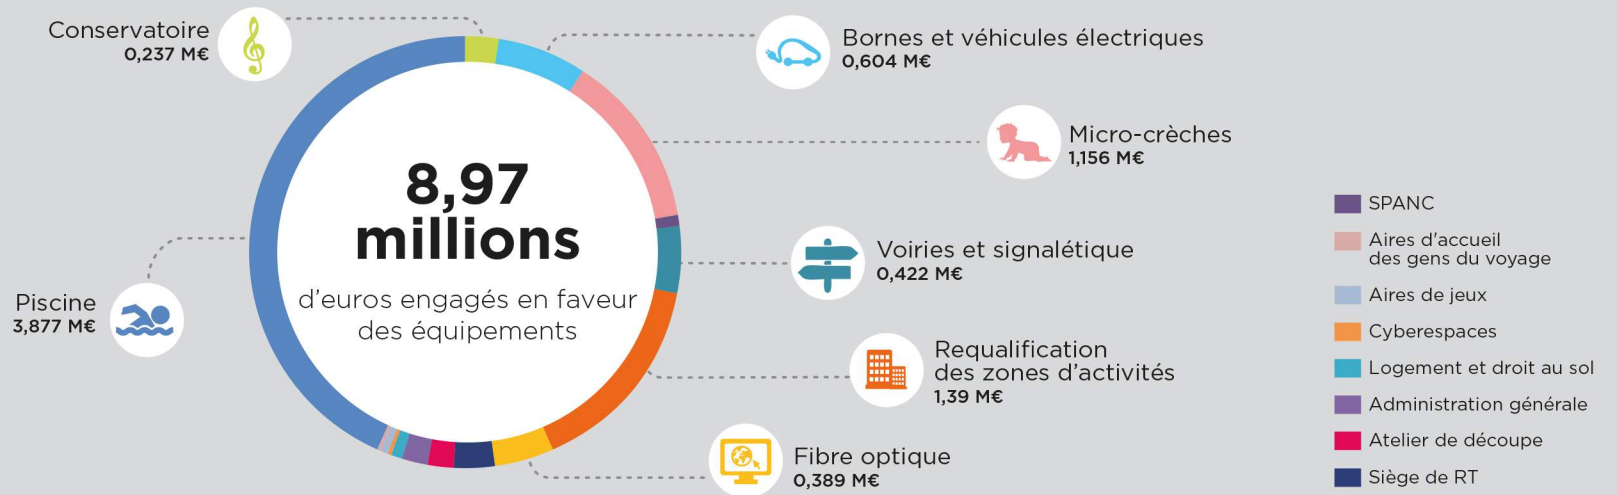 Conservatoire
0,237 M€
Bornes et véhicules électriques
0,604 M€
Micro-crèches
1,156 M€
8,97
millions
d'euros engagés en faveur
des équipements
Voiries et signalétique
0,422 M€
Piscine
3,877 M€
Requalification
des zones d'activités
1,39 M€
Fibre optique
0,389 M€
SPANC
Aires d'accueil
des gens du voyage
Aires de jeux
Cyberespaces
Logement et droit au sol
Administration générale
Atelier de découpe
Siège de RT